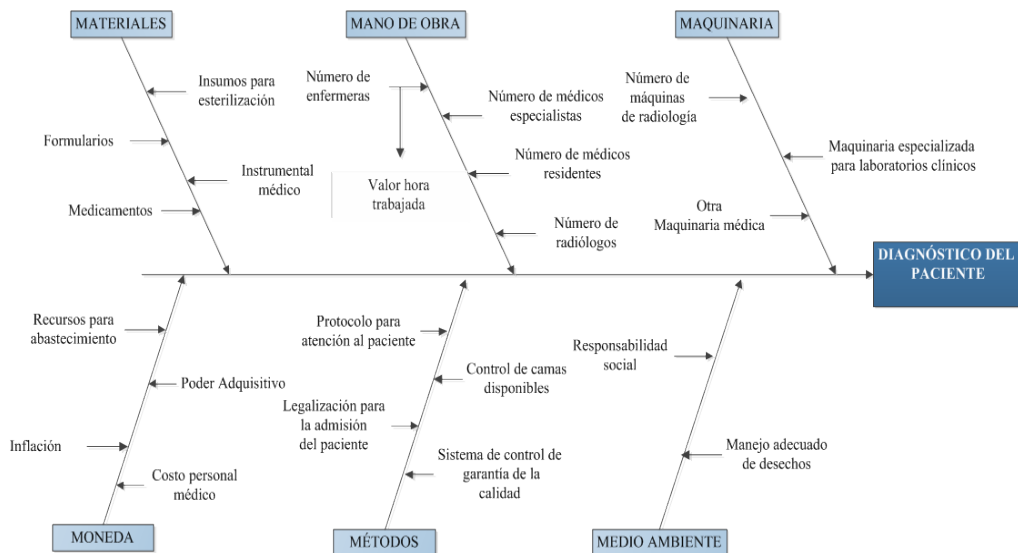 MATERIALES
MANO DE OBRA
MAQUINARIA
Insumos para
esterilización
Formularios
Instrumental
médico
Medicamentos
Número de
enfermeras
Número de médicos
especialistas
Número de médicos
residentes
Valor hora
trabajada
Número de
radiólogos
Número de
máquinas
de radiología
Maquinaria especializada
para laboratorios clínicos
Otra
Maquinaria médica
DIAGNÓSTICO DEL
PACIENTE
Recursos para
abastecimiento
Poder Adquisitivo
Inflación
Costo personal
médico
Protocolo para
atención al paciente
Control de camas
disponibles
Legalización para
la admisión
del paciente
Sistema de control de
garantía de la
calidad
Responsabilidad
social
Manejo adecuado
de desechos
MONEDA
MÉTODOS
MEDIO AMBIENTE